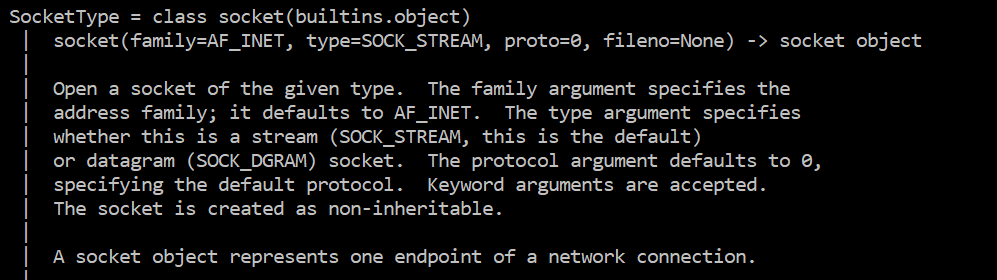 SocketType = class socket(builtins.object)
 |  socket(family=AF_INET, type=SOCK_STREAM, proto=0, fileno=None) -> socket object
 |
 |  Open a socket of the given type.  The family argument specifies the
 |  address family; it defaults to AF_INET.  The type argument specifies
 |  whether this is a stream (SOCK_STREAM, this is the default)
 |  or datagram (SOCK_DGRAM) socket.  The protocol argument defaults to 0,
 |  specifying the default protocol.  Keyword arguments are accepted.
 |  The socket is created as non-inheritable.
 |
 |  A socket object represents one endpoint of a network connection.
 |